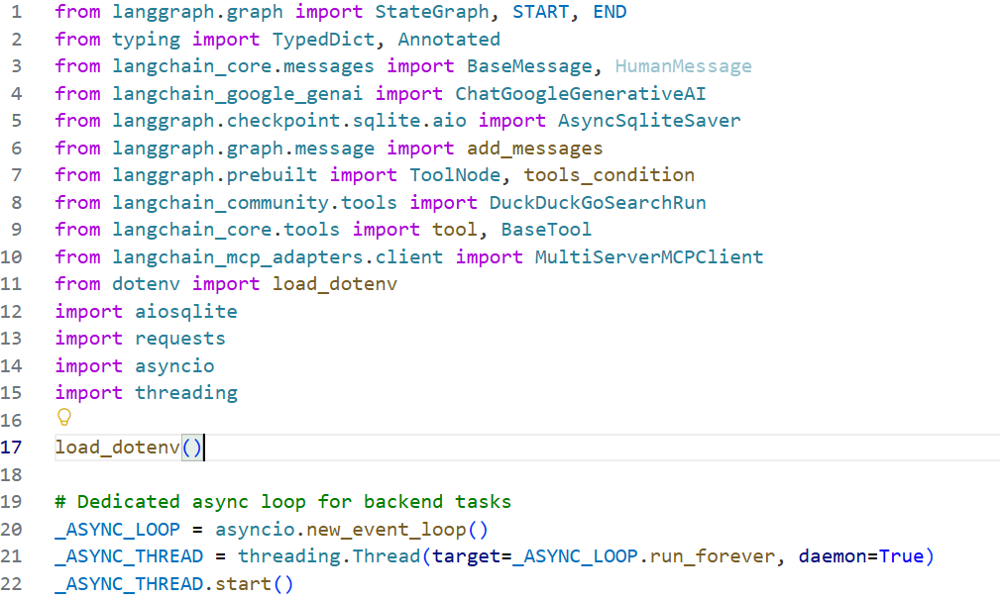 1 from langgraph.graph import StateGraph, START, END
2 from typing import TypedDict, Annotated
3 from langchain_core.messages import BaseMessage, HumanMessage
4 from langchain_google_genai import ChatGoogleGenerativeAI
5 from langgraph.checkpoint.sqlite.aio import AsyncSqliteSaver
6 from langgraph.graph.message import add_messages
7 from langgraph.prebuilt import ToolNode, tools_condition
8 from langchain_community.tools import DuckDuckGoSearchRun
9 from langchain_core.tools import tool, BaseTool
10 from langchain_mcp_adapters.client import MultiServerMCPClient
11 from dotenv import load_dotenv
12 import aiosqlite
13 import requests
14 import asyncio
15 import threading
16
17 load_dotenv()
18
19 # Dedicated async loop for backend tasks
20 _ASYNC_LOOP = asyncio.new_event_loop()
21 _ASYNC_THREAD = threading.Thread(target=_ASYNC_LOOP.run_forever, daemon=True)
22 _ASYNC_THREAD.start()